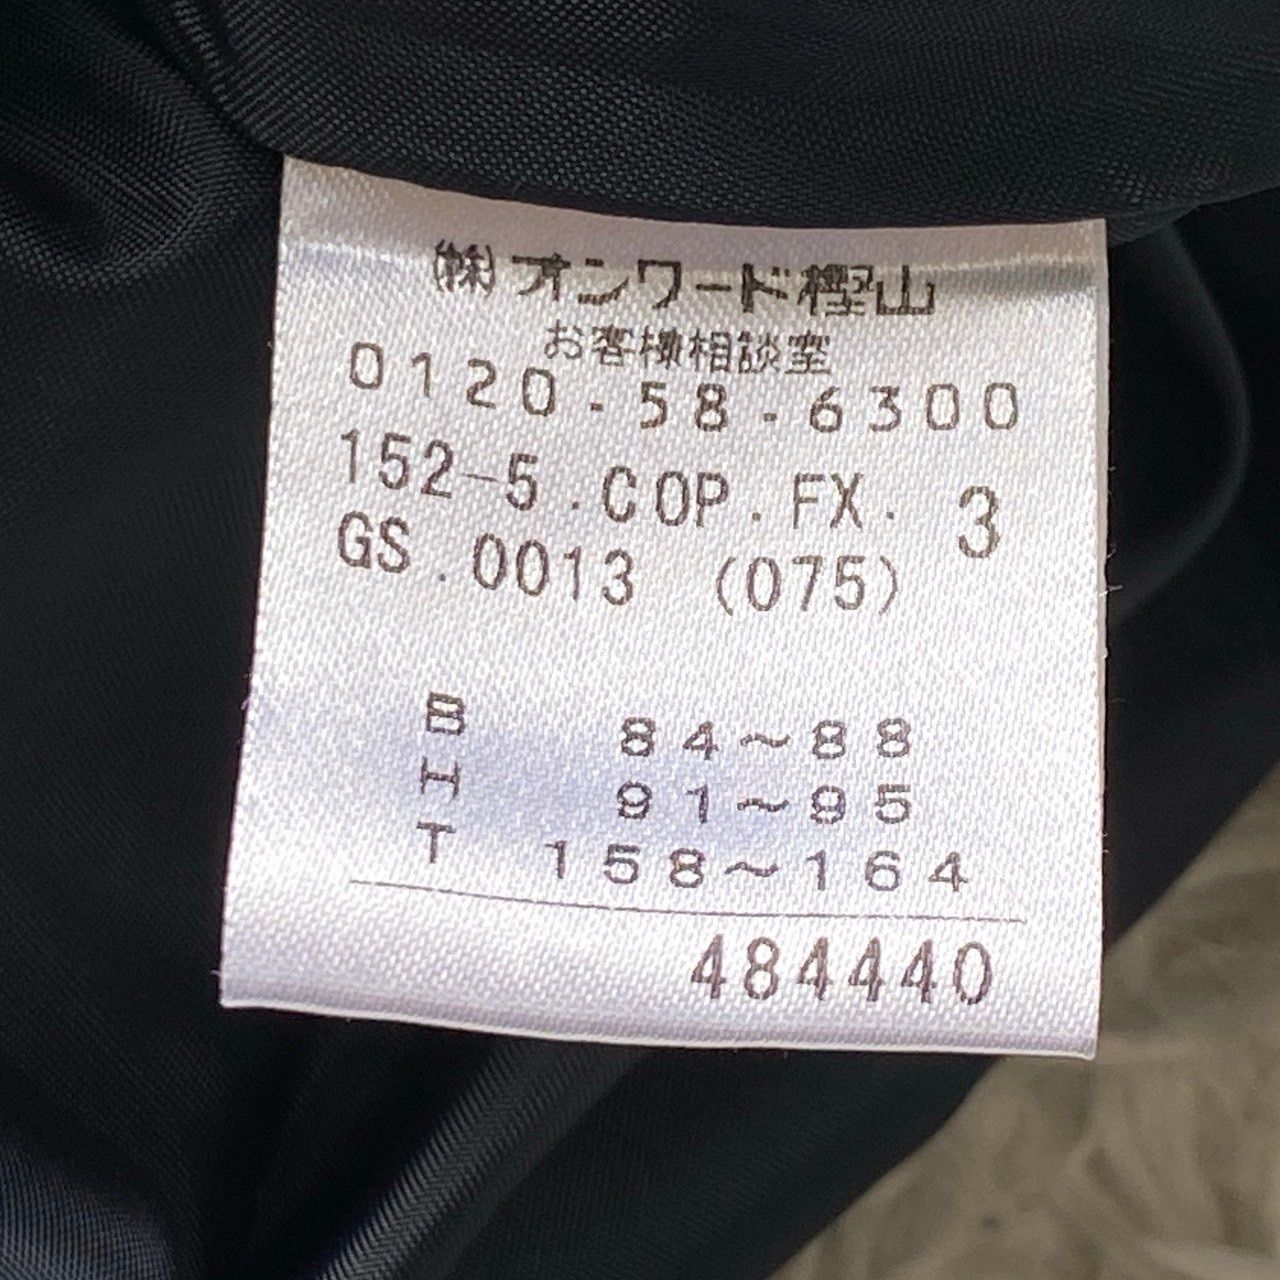 ㈱オンワード樫山
お客様相談室
0120-58-6300
152-5.COP.FX. 3
GS.0013 (075)
B 84～88
H 91～95
T 158～164
484440